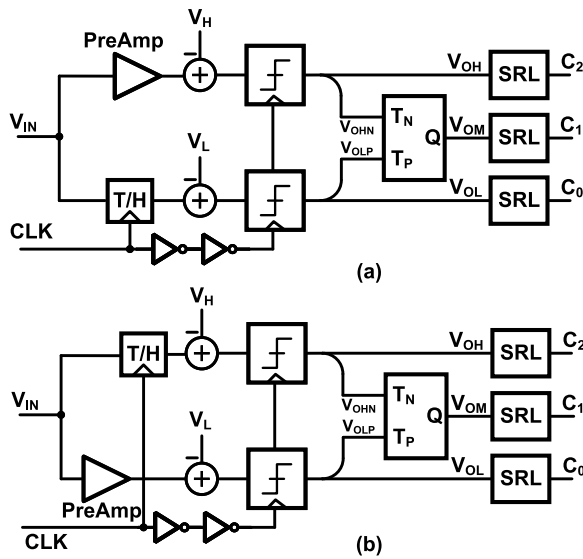 V_H
PreAmp
V_OH
SRL
C_2
V_IN
V_OHN
T_N
V_L
V_OLP
T_P
Q
V_OM
SRL
C_1
T/H
V_OL
SRL
C_0
CLK
(a)
V_H
T/H
V_OH
SRL
C_2
V_IN
V_OHN
T_N
V_L
V_OLP
T_P
Q
V_OM
SRL
C_1
PreAmp
V_OL
SRL
C_0
CLK
(b)